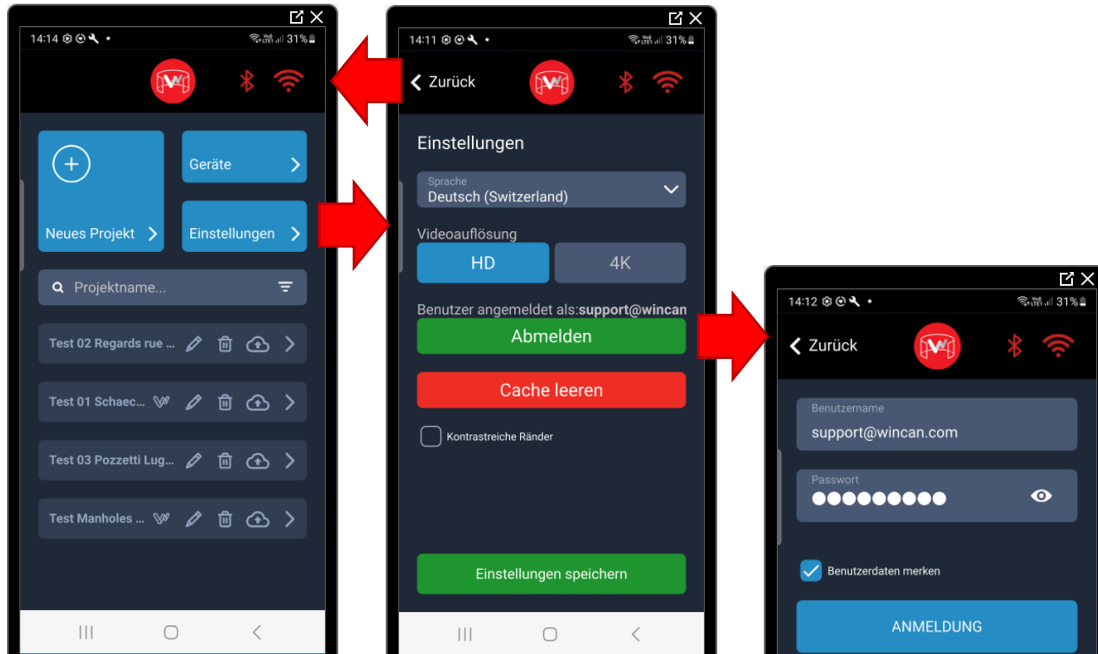 14:14
31%
Geräte
Neues Projekt
Einstellungen
Projektname...
Test 02 Regards rue ...
Test 01 Schaec...
Test 03 Pozzetti Lug...
Test Manholes ...
14:11
31%
Zurück
Einstellungen
Sprache
Deutsch (Switzerland)
Videoauflösung
HD
4K
Benutzer angemeldet als:support@wincan
Abmelden
Cache leeren
Kontrastreiche Ränder
Einstellungen speichern
14:12
31%
Zurück
Benutzername
support@wincan.com
Passwort
Benutzerdaten merken
ANMELDUNG